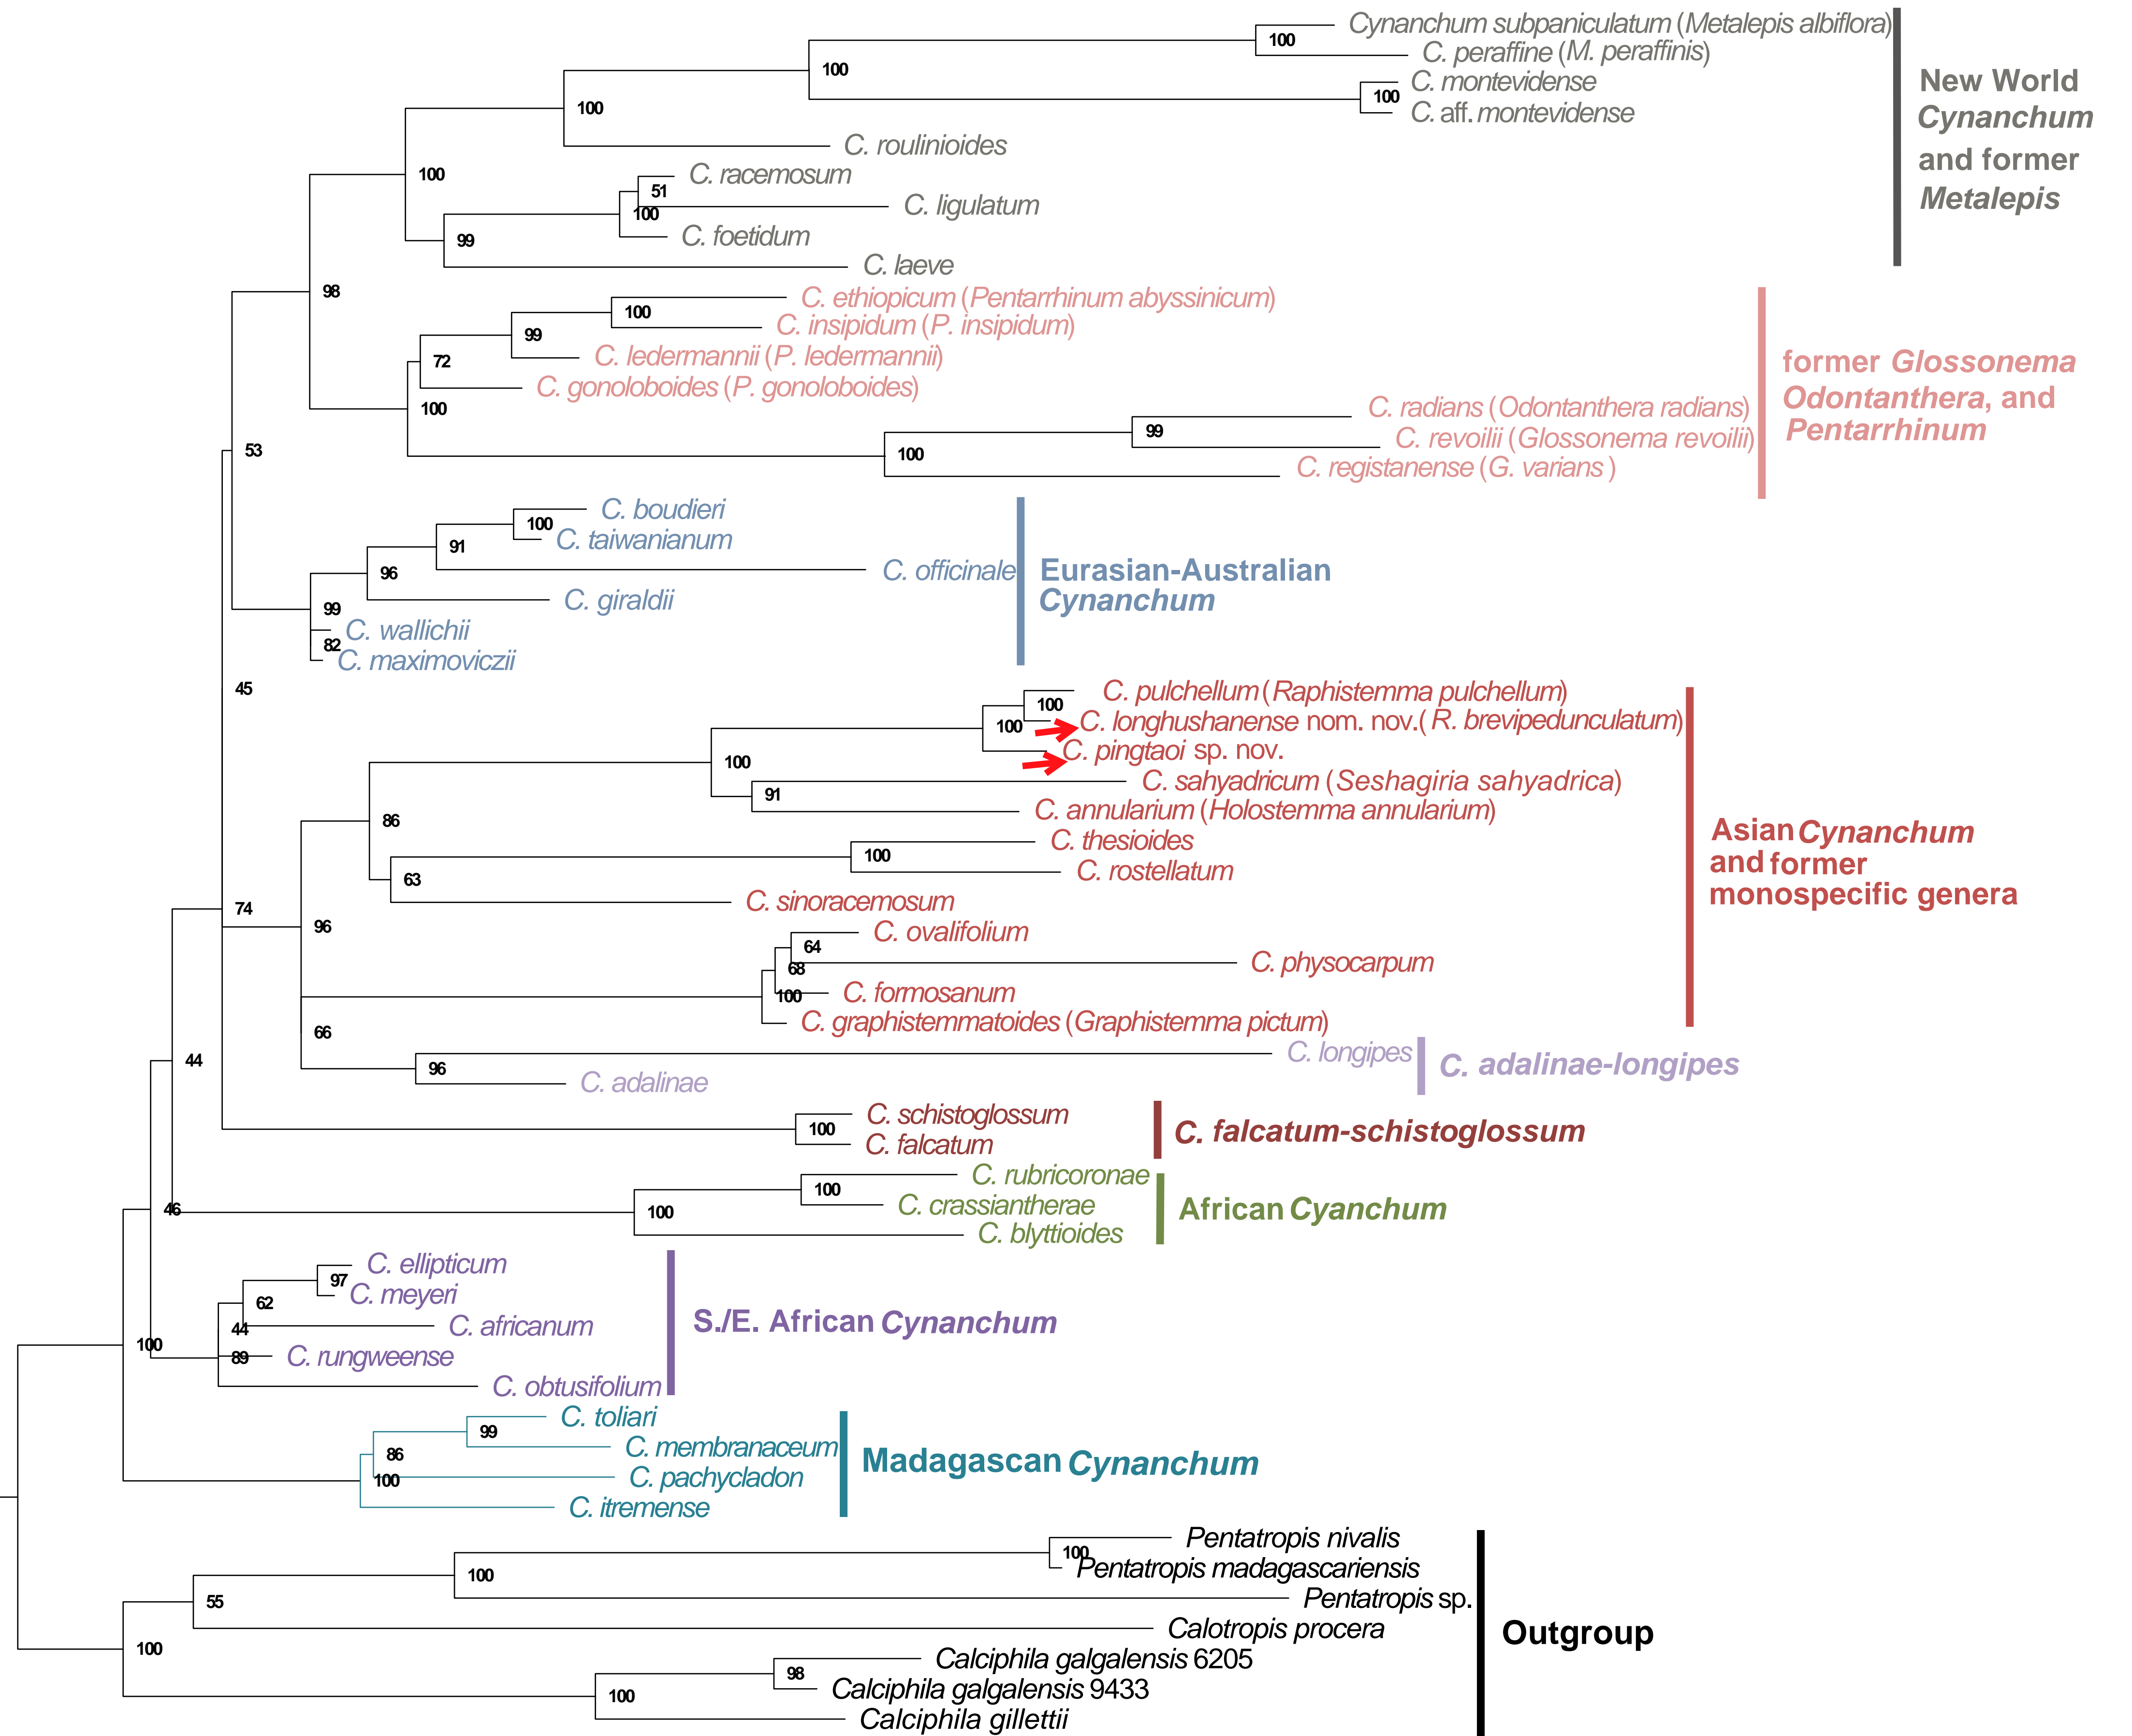 Cynanchum subpaniculatum (Metalepis albiflora)
100
C. peraffine (M. peraffinis)
100
C. montevidense
100
C. aff. montevidense
New World
Cynanchum
and former
Metalepis
100
C. roulinioides
100
C. racemosum
51
C. ligulatum
100
C. foetidum
99
C. laeve
98
C. ethiopicum (Pentarrhinum abyssinicum)
100
C. insipidum (P. insipidum)
99
C. ledermannii (P. ledermannii)
72
C. gonoloboides (P. gonoloboides)
100
C. radians (Odontanthera radians)
99
C. revoilii (Glossonema revoilii)
100
C. registanense (G. varians )
former Glossonema
Odontanthera, and
Pentarrhinum
53
C. boudieri
100
C. taiwanianum
91
C. officinale
96
C. giraldii
99
C. wallichii
82
C. maximoviczii
Eurasian-Australian
Cynanchum
45
C. pulchellum (Raphistemma pulchellum)
100
C. longhushanense nom. nov.( R. brevipedunculatum)
100
C. pingtaoi sp. nov.
100
C. sahyadricum (Seshagiria sahyadrica)
91
C. annularium (Holostemma annularium)
86
C. thesioides
100
C. rostellatum
63
C. sinoracemosum
74
96
C. ovalifolium
64
C. physocarpum
68
C. formosanum
100
C. graphistemmatoides (Graphistemma pictum)
Asian Cynanchum
and former
monospecific genera
66
C. longipes
96
C. adalinae
C. adalinae-longipes
44
C. schistoglossum
100
C. falcatum
C. falcatum-schistoglossum
C. rubricoronae
100
C. crassiantherae
46
100
C. blyttioides
African Cyanchum
C. ellipticum
97
C. meyeri
62
C. africanum
44
C. rungweense
89
C. obtusifolium
S./E. African Cynanchum
100
C. toliari
99
C. membranaceum
86
C. pachycladon
100
C. itremense
Madagascan Cynanchum
Pentatropis nivalis
100
Pentatropis madagascariensis
100
Pentatropis sp.
55
Calotropis procera
100
Calciphila galgalensis 6205
98
Calciphila galgalensis 9433
100
Calciphila gillettii
Outgroup